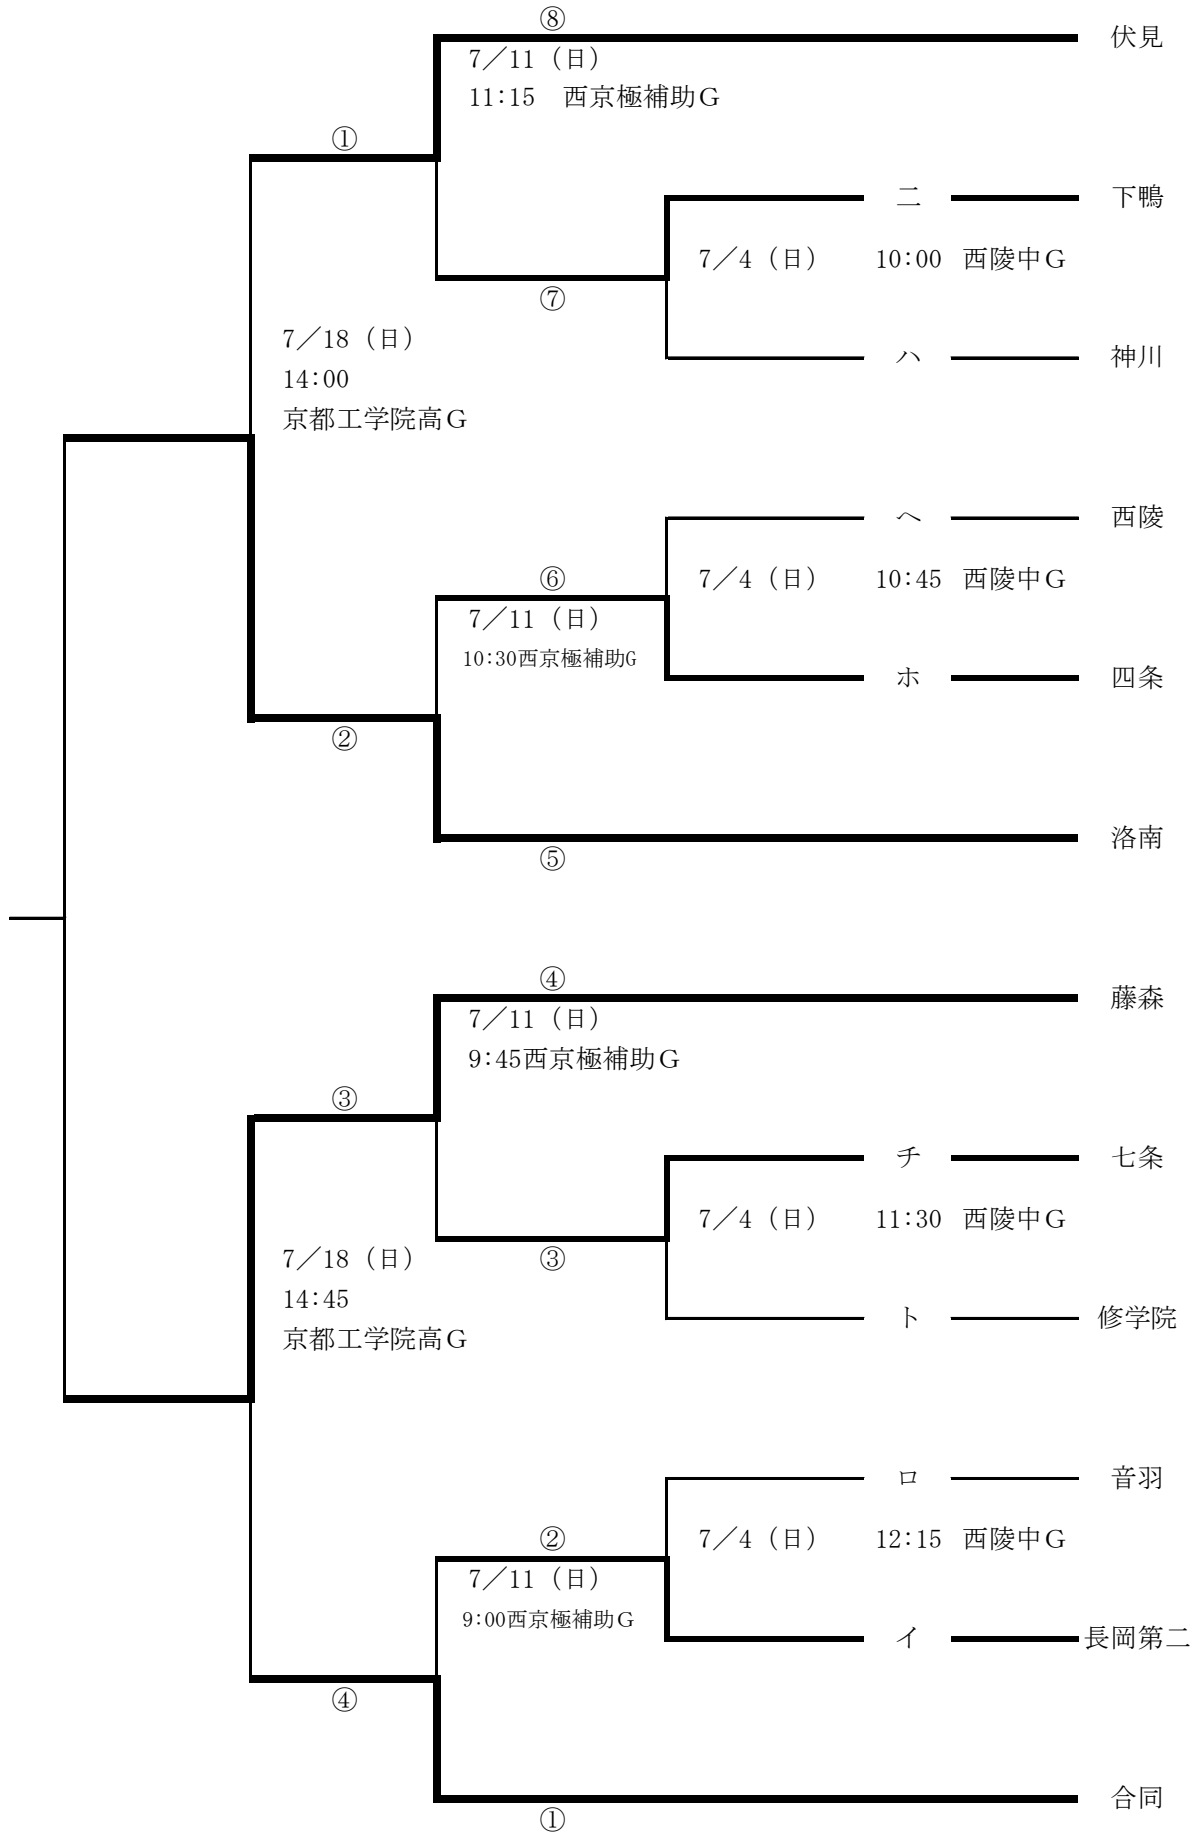 ⑧
伏見
7／11（日）
11:15　西京極補助Ｇ
①
ニ 下鴨
7／4（日） 10:00 西陵中Ｇ
⑦
7／18（日）
14:00
京都工学院高Ｇ
ハ 神川
ヘ 西陵
⑥
7／4（日） 10:45 西陵中Ｇ
7／11（日）
10:30西京極補助G
ホ 四条
②
洛南
⑤
④
藤森
7／11（日）
9:45西京極補助Ｇ
③
チ 七条
7／4（日） 11:30 西陵中Ｇ
③
7／18（日）
14:45
京都工学院高Ｇ
ト 修学院
ロ 音羽
②
7／4（日） 12:15 西陵中Ｇ
7／11（日）
9:00西京極補助Ｇ
イ 長岡第二
④
合同
①